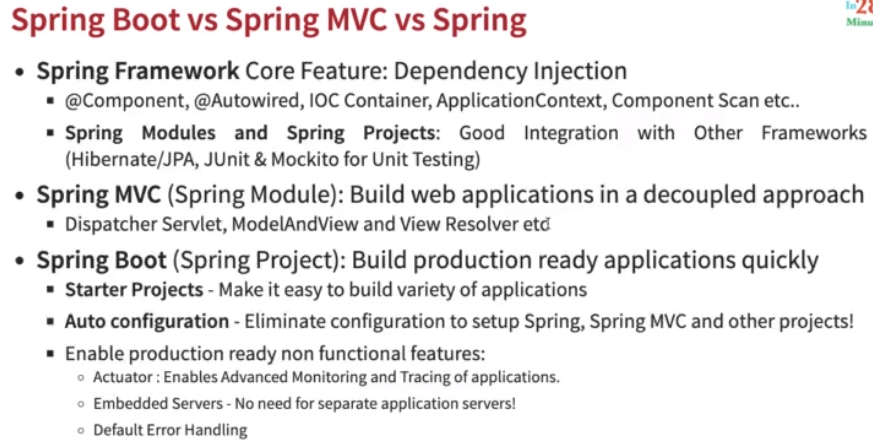 Spring Boot vs Spring MVC vs Spring
In28
Minu
• Spring Framework Core Feature: Dependency Injection
▪ @Component, @Autowired, IOC Container, ApplicationContext, Component Scan etc..
▪ Spring Modules and Spring Projects: Good Integration with Other Frameworks
(Hibernate/JPA, JUnit & Mockito for Unit Testing)
• Spring MVC (Spring Module): Build web applications in a decoupled approach
▪ Dispatcher Servlet, ModelAndView and View Resolver etc
• Spring Boot (Spring Project): Build production ready applications quickly
▪ Starter Projects - Make it easy to build variety of applications
▪ Auto configuration - Eliminate configuration to setup Spring, Spring MVC and other projects!
▪ Enable production ready non functional features:
◦ Actuator : Enables Advanced Monitoring and Tracing of applications.
◦ Embedded Servers - No need for separate application servers!
◦ Default Error Handling